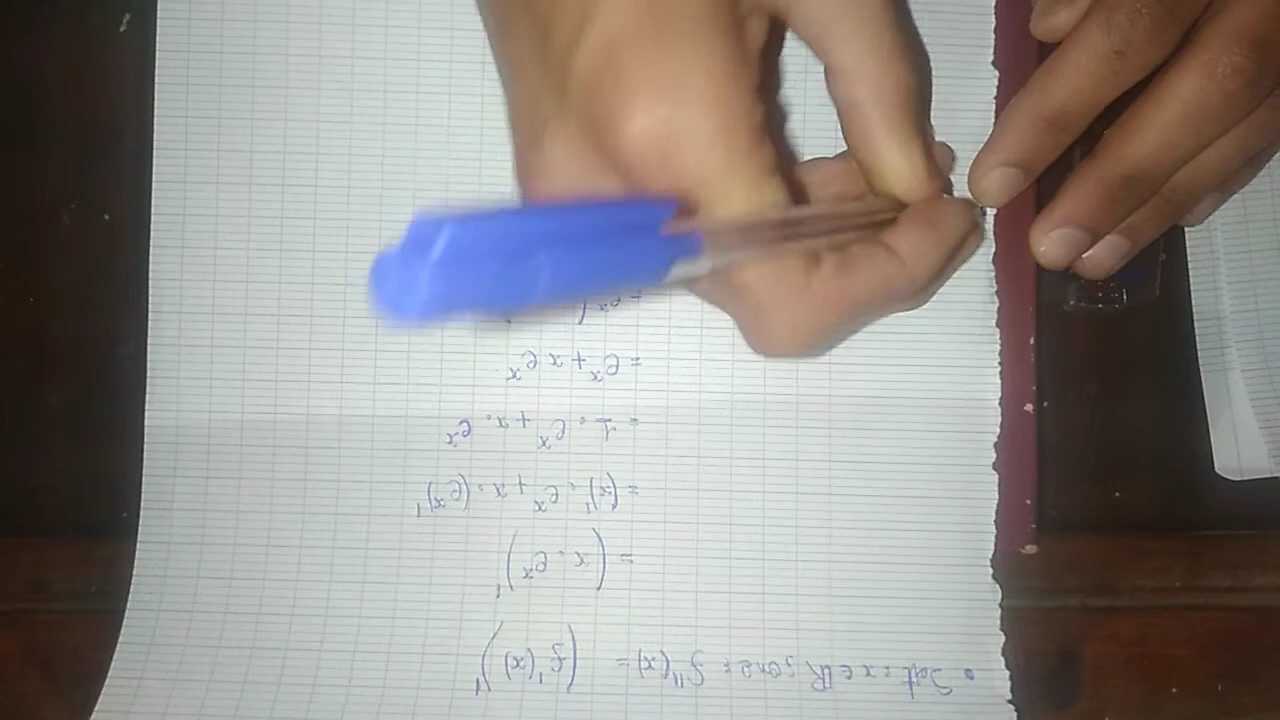 • Soit x ∈ ℝ ; on a : f''(x) = (f'(x))'
= (x · e^x)'
= (x)' · e^x + x · (e^x)'
= 1 · e^x + x · e^x
= e^x + x e^x
= e^x (